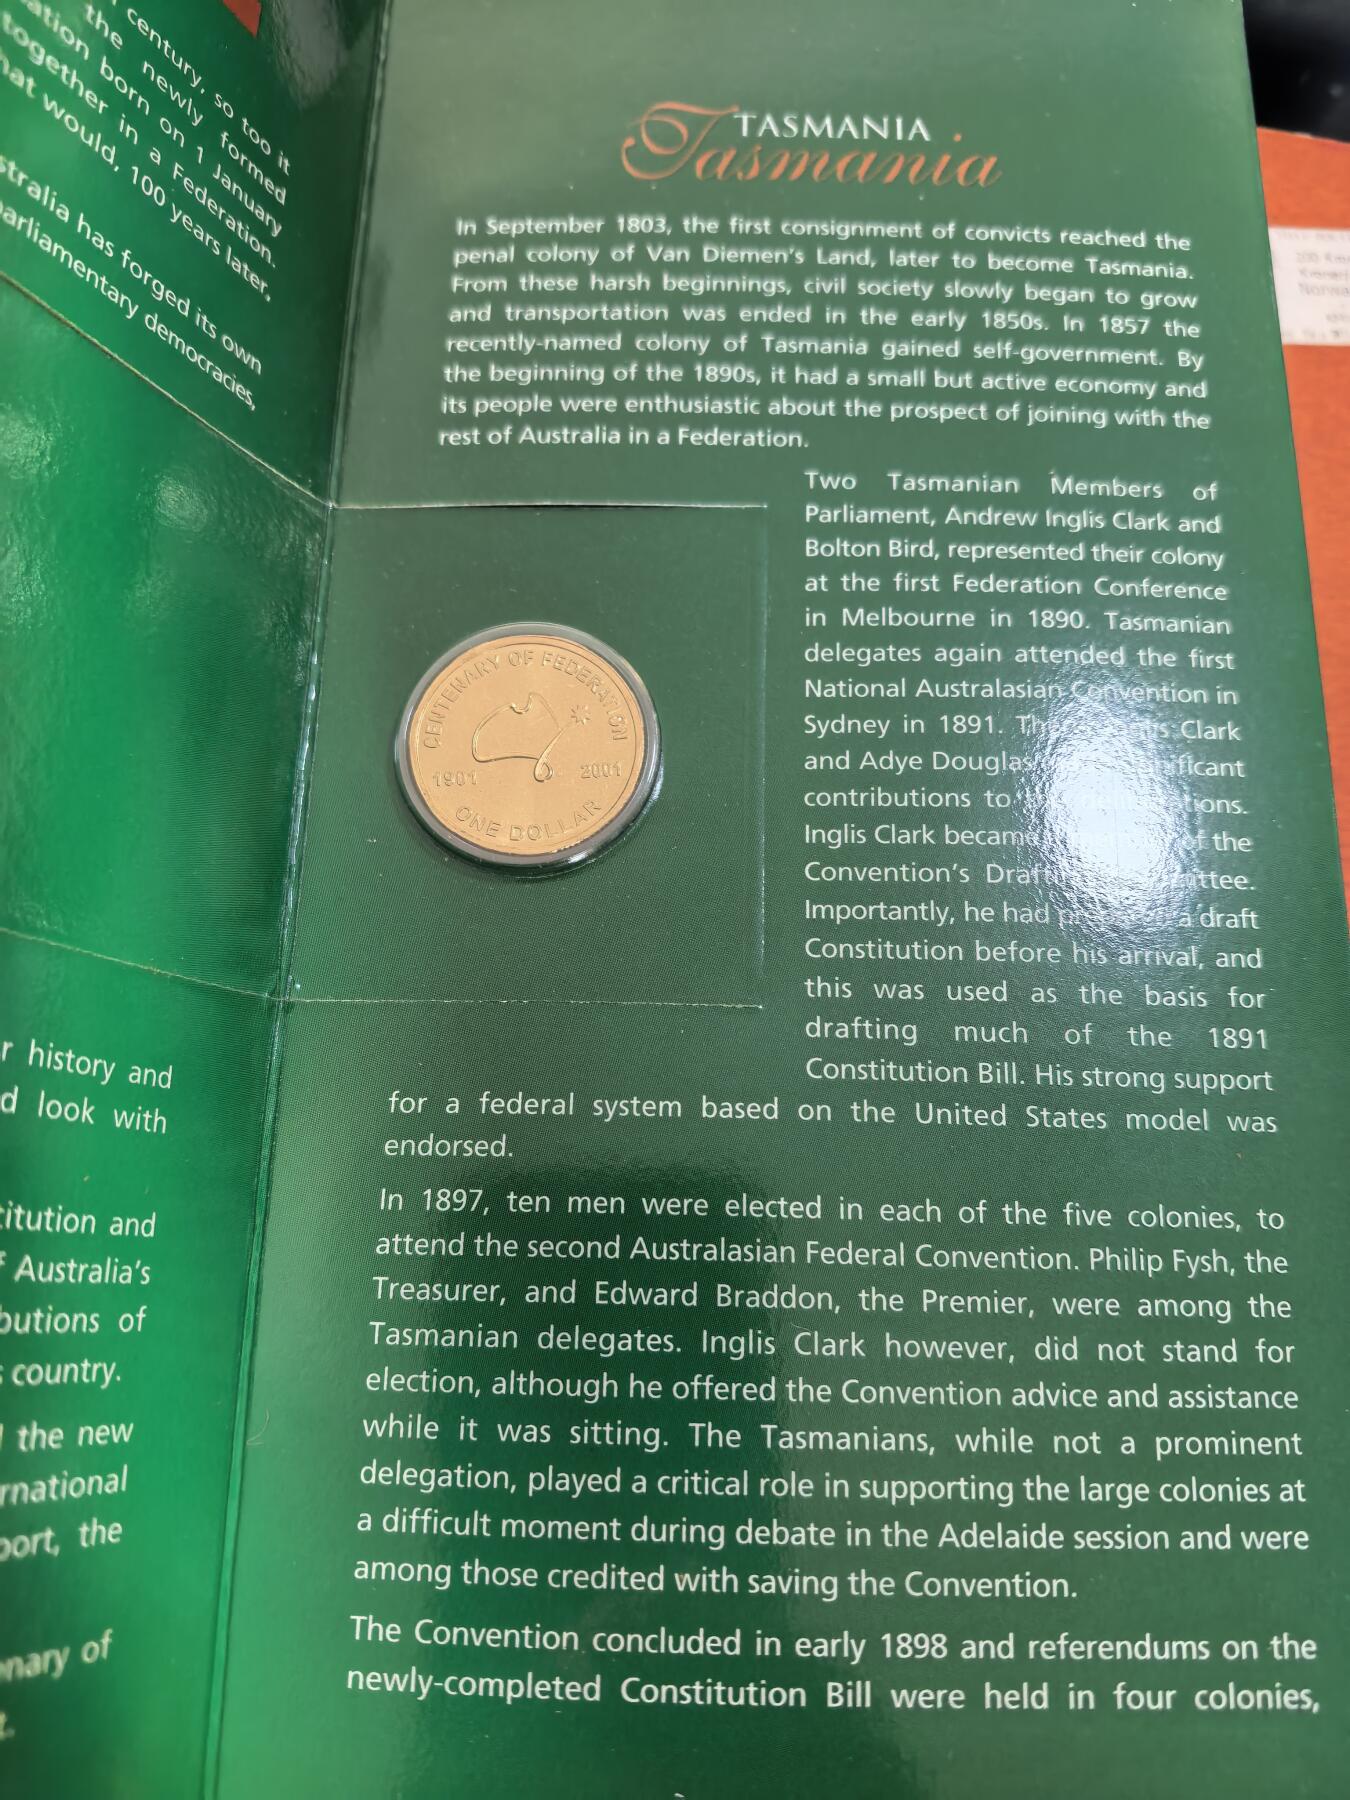 century, so too it
the newly formed
ation born on 1 January
together in a Federation.
hat would, 100 years later,
stralia has forged its own
parliamentary democracies,
r history and
d look with
titution and
f Australia's
butions of
s country.
the new
rnational
port, the
enary of
t.
TASMANIA
Tasmania
In September 1803, the first consignment of convicts reached the
penal colony of Van Diemen's Land, later to become Tasmania.
From these harsh beginnings, civil society slowly began to grow
and transportation was ended in the early 1850s. In 1857 the
recently-named colony of Tasmania gained self-government. By
the beginning of the 1890s, it had a small but active economy and
its people were enthusiastic about the prospect of joining with the
rest of Australia in a Federation.
CENTENARY OF FEDERATION
1901 2001
ONE DOLLAR
Two Tasmanian Members of
Parliament, Andrew Inglis Clark and
Bolton Bird, represented their colony
at the first Federation Conference
in Melbourne in 1890. Tasmanian
delegates again attended the first
National Australasian Convention in
Sydney in 1891. Clark
and Adye Douglas
contributions to
Inglis Clark became of the
Convention's
Importantly, he had a draft
Constitution before his arrival, and
this was used as the basis for
drafting much of the 1891
Constitution Bill. His strong support
for a federal system based on the United States model was
endorsed.
In 1897, ten men were elected in each of the five colonies, to
attend the second Australasian Federal Convention. Philip Fysh, the
Treasurer, and Edward Braddon, the Premier, were among the
Tasmanian delegates. Inglis Clark however, did not stand for
election, although he offered the Convention advice and assistance
while it was sitting. The Tasmanians, while not a prominent
delegation, played a critical role in supporting the large colonies at
a difficult moment during debate in the Adelaide session and were
among those credited with saving the Convention.
The Convention concluded in early 1898 and referendums on the
newly-completed Constitution Bill were held in four colonies,